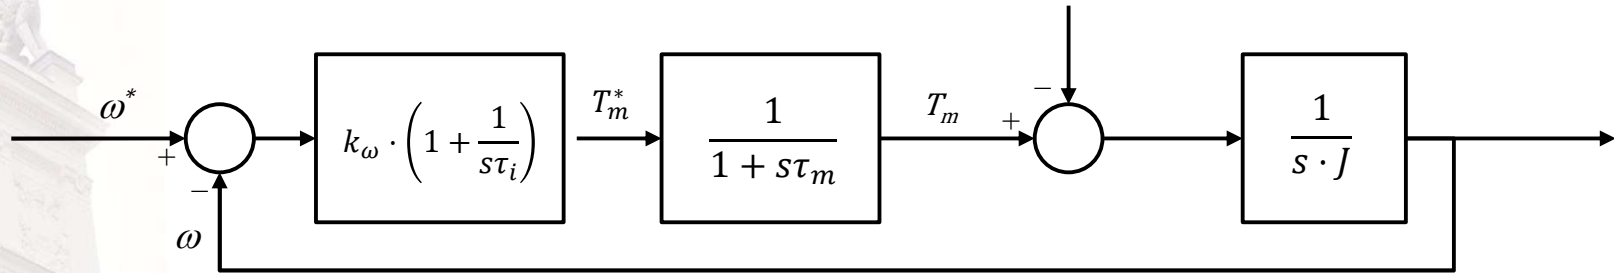 ω*
+
−
ω
k_ω · (1 + 1/(sτ_i))
T_m^*
1/(1 + sτ_m)
T_m
+
−
1/(s · J)